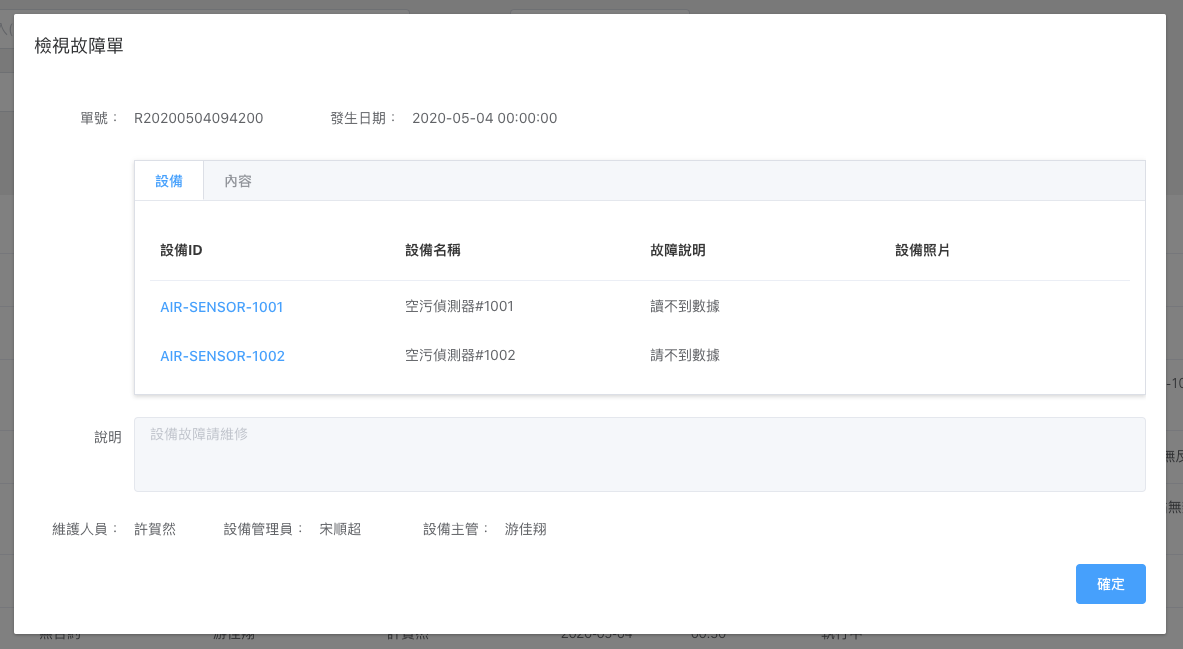 檢視故障單
單號： R20200504094200 發生日期： 2020-05-04 00:00:00
設備 內容
設備ID 設備名稱 故障說明 設備照片
AIR-SENSOR-1001 空污偵測器#1001 讀不到數據
AIR-SENSOR-1002 空污偵測器#1002 請不到數據
說明 設備故障請維修
維護人員： 許賀然 設備管理員： 宋順超 設備主管： 游佳翔
確定